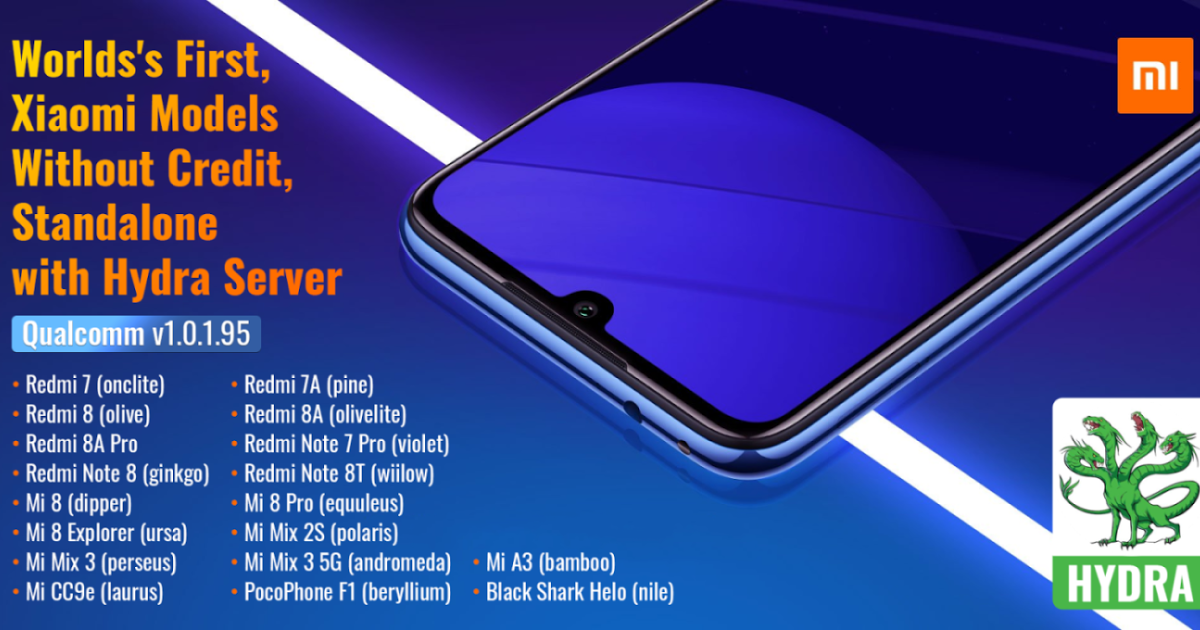 Worlds's First,
Xiaomi Models
Without Credit,
Standalone
with Hydra Server
Qualcomm v1.0.1.95
• Redmi 7 (onclite)
• Redmi 8 (olive)
• Redmi 8A Pro
• Redmi Note 8 (ginkgo)
• Mi 8 (dipper)
• Mi 8 Explorer (ursa)
• Mi Mix 3 (perseus)
• Mi CC9e (laurus)
• Redmi 7A (pine)
• Redmi 8A (olivelite)
• Redmi Note 7 Pro (violet)
• Redmi Note 8T (wiilow)
• Mi 8 Pro (equuleus)
• Mi Mix 2S (polaris)
• Mi Mix 3 5G (andromeda)
• PocoPhone F1 (beryllium)
• Mi A3 (bamboo)
• Black Shark Helo (nile)
MI
HYDRA